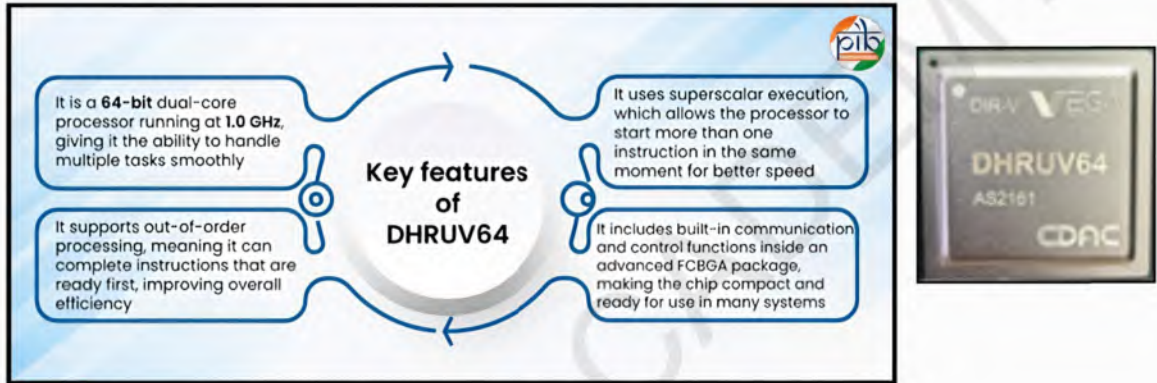 pib
It is a 64-bit dual-core
processor running at 1.0 GHz,
giving it the ability to handle
multiple tasks smoothly
It uses superscalar execution,
which allows the processor to
start more than one
instruction in the same
moment for better speed
Key features
of
DHRUV64
It supports out-of-order
processing, meaning it can
complete instructions that are
ready first, improving overall
efficiency
It includes built-in communication
and control functions inside an
advanced FCBGA package,
making the chip compact and
ready for use in many systems
DIR-V VEGA
DHRUV64
AS2161
CDAC